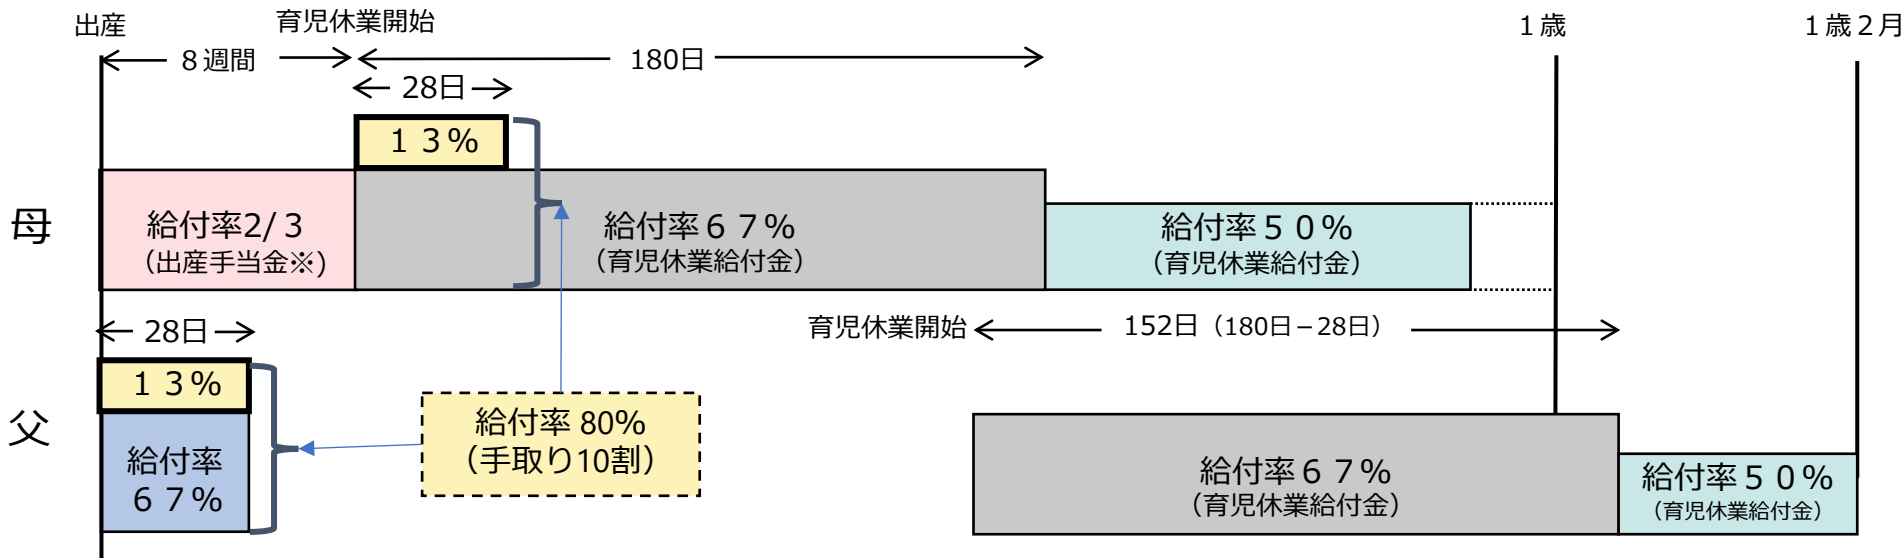 出産
育児休業開始
１歳
１歳２月
８週間
180日
28日
１３％
母
給付率2/３
（出産手当金※）
給付率６７％
（育児休業給付金）
給付率５０％
（育児休業給付金）
28日
育児休業開始
152日（180日－28日）
１３％
父
給付率
６７％
給付率 80%
（手取り10割）
給付率６７％
（育児休業給付金）
給付率５０％
（育児休業給付金）